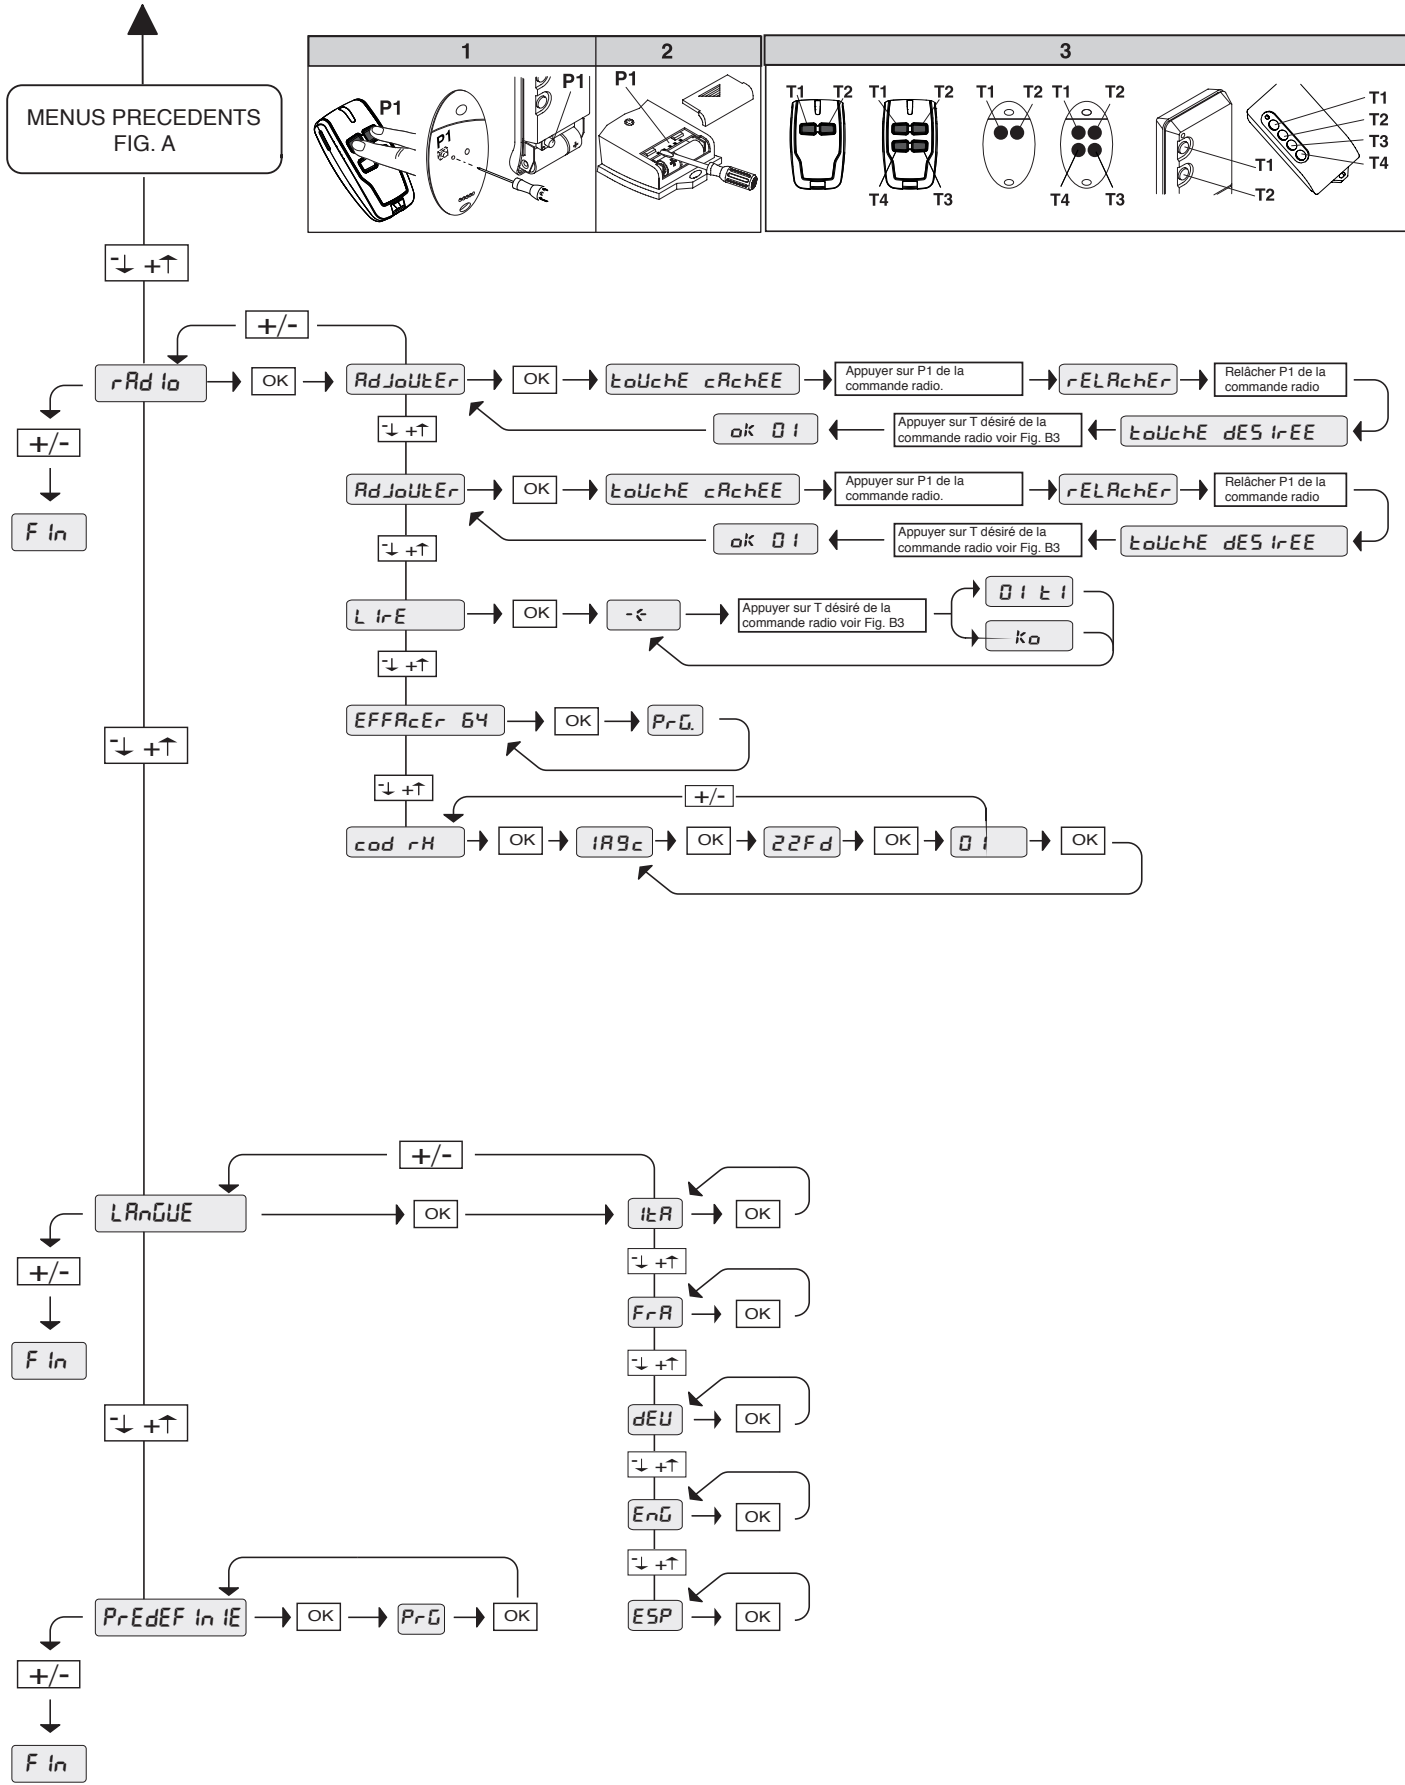 MENUS PRECEDENTS
FIG. A
1
P1
P1
P1
2
P1
3
T1 T2
T1 T2
T4 T3
T1 T2
T1 T2
T4 T3
T1
T2
T1
T2
T3
T4
-↓ +↑
+/-
rAdIo
OK
AdJoUtEr
OK
toUchE cAchEE
Appuyer sur P1 de la
commande radio.
rELAchEr
Relâcher P1 de la
commande radio
toUchE dESIrEE
Appuyer sur T désiré de la
commande radio voir Fig. B3
oK 01
+/-
FIn
-↓ +↑
AdJoUtEr
OK
toUchE cAchEE
Appuyer sur P1 de la
commande radio.
rELAchEr
Relâcher P1 de la
commande radio
toUchE dESIrEE
Appuyer sur T désiré de la
commande radio voir Fig. B3
oK 01
-↓ +↑
LIrE
OK
Appuyer sur T désiré de la
commande radio voir Fig. B3
01 t1
Ko
-↓ +↑
EFFAcEr 64
OK
PrG.
-↓ +↑
-↓ +↑
+/-
cod rH
OK
1A9c
OK
22Fd
OK
01
OK
+/-
LAnGUE
OK
ItA
OK
+/-
FIn
-↓ +↑
FrA
OK
-↓ +↑
dEU
OK
-↓ +↑
-↓ +↑
EnG
OK
-↓ +↑
ESP
OK
PrEdEFInIE
OK
PrG
OK
+/-
FIn